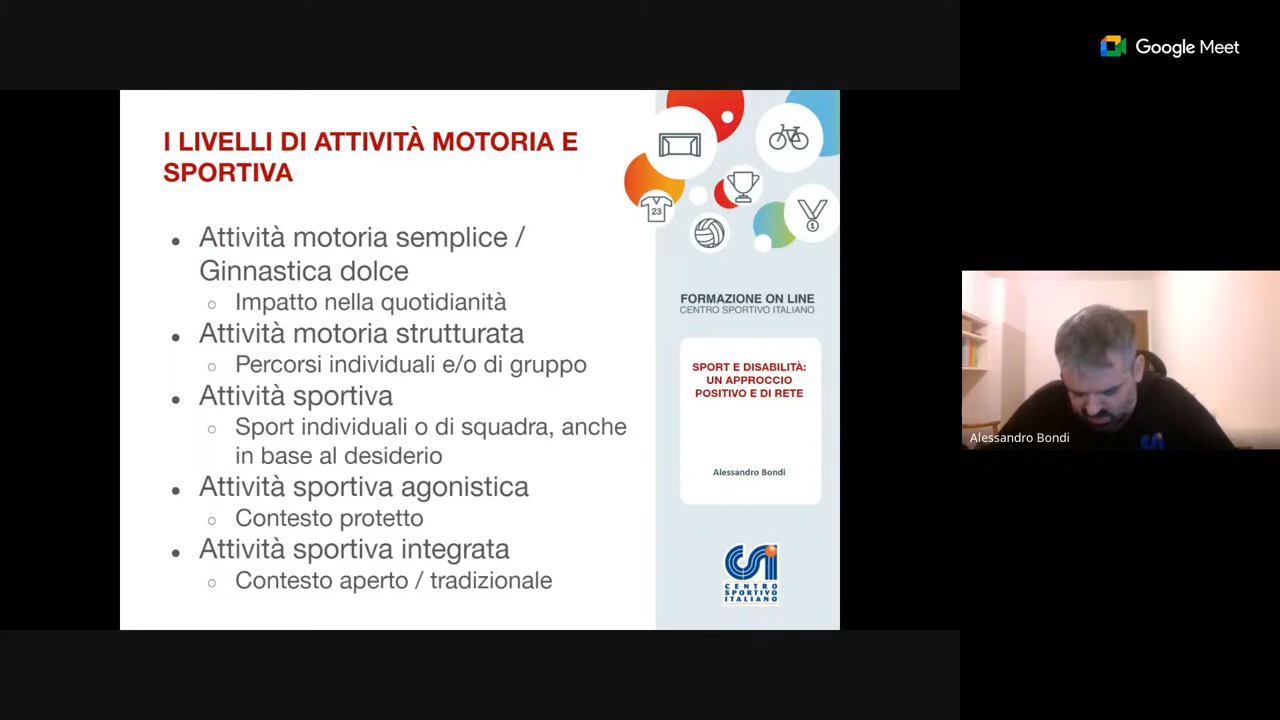 Google Meet
I LIVELLI DI ATTIVITÀ MOTORIA E
SPORTIVA
● Attività motoria semplice /
Ginnastica dolce
○ Impatto nella quotidianità
● Attività motoria strutturata
○ Percorsi individuali e/o di gruppo
● Attività sportiva
○ Sport individuali o di squadra, anche
in base al desiderio
● Attività sportiva agonistica
○ Contesto protetto
● Attività sportiva integrata
○ Contesto aperto / tradizionale
23
1
FORMAZIONE ON LINE
CENTRO SPORTIVO ITALIANO
SPORT E DISABILITÀ:
UN APPROCCIO
POSITIVO E DI RETE
Alessandro Bondi
CSI
CENTRO
SPORTIVO
ITALIANO
Alessandro Bondi